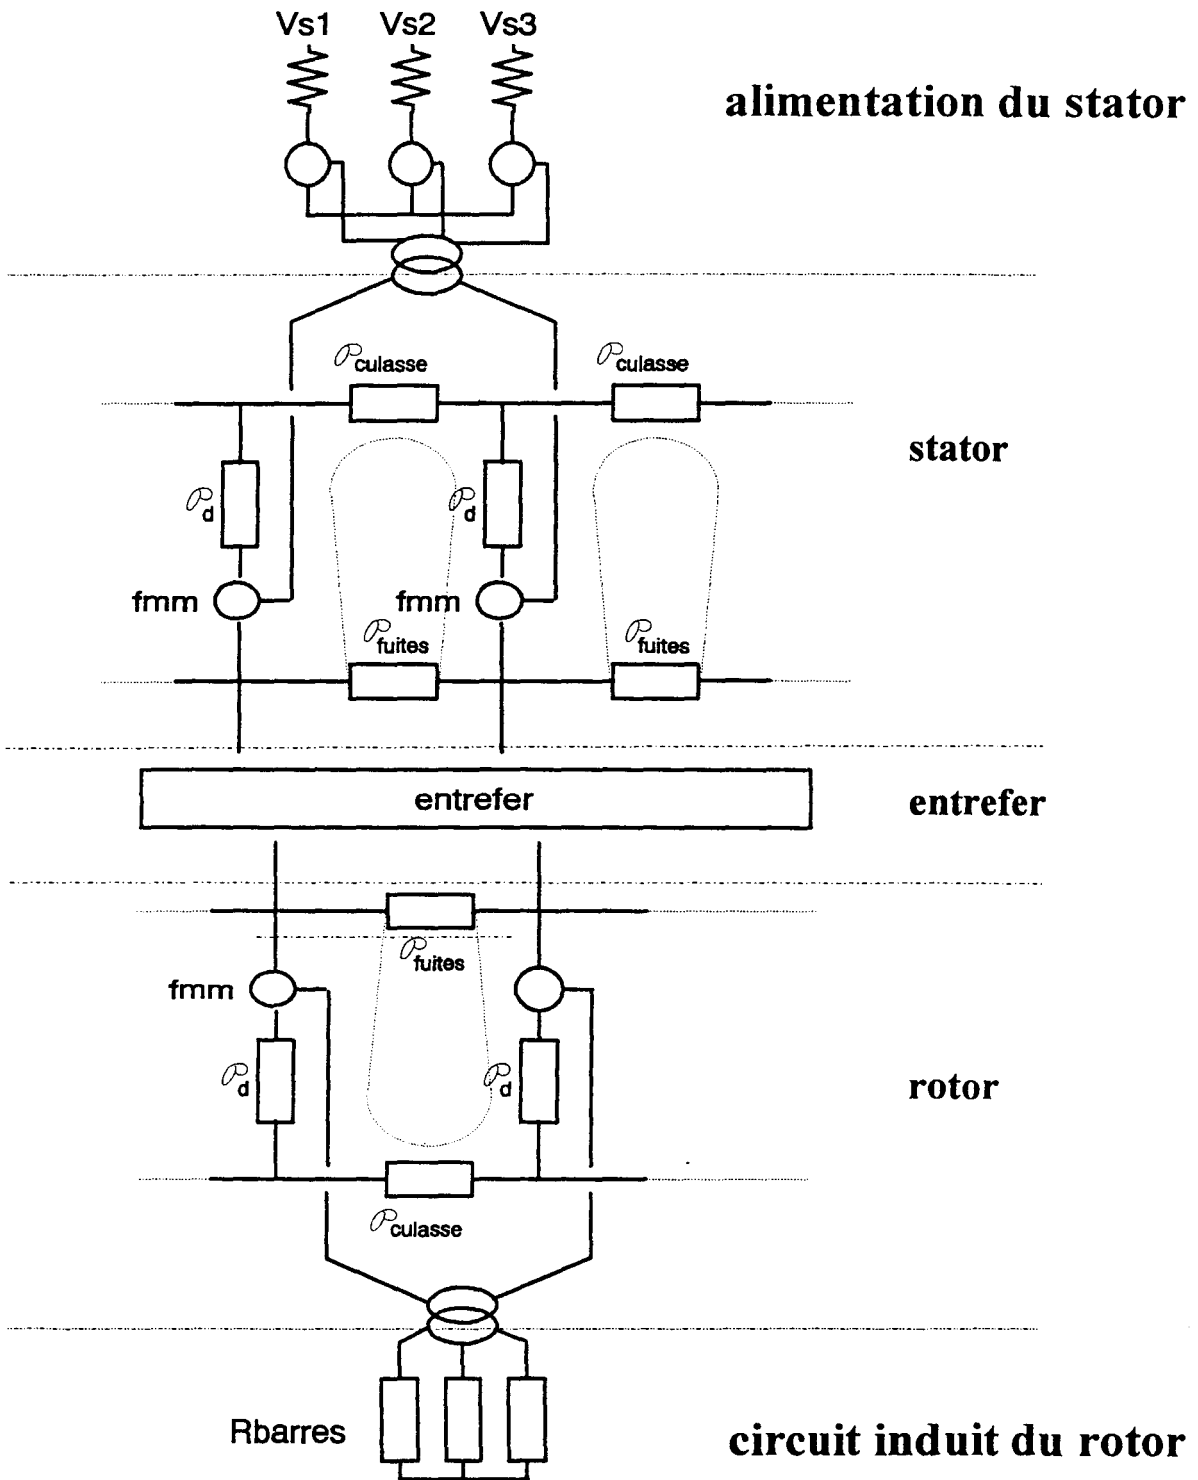 Vs1 Vs2 Vs3
alimentation du stator
𝒫culasse 𝒫culasse
stator
𝒫d 𝒫d
fmm fmm
𝒫fuites 𝒫fuites
entrefer entrefer
𝒫fuites
fmm
𝒫d 𝒫d
rotor
𝒫culasse
Rbarres
circuit induit du rotor